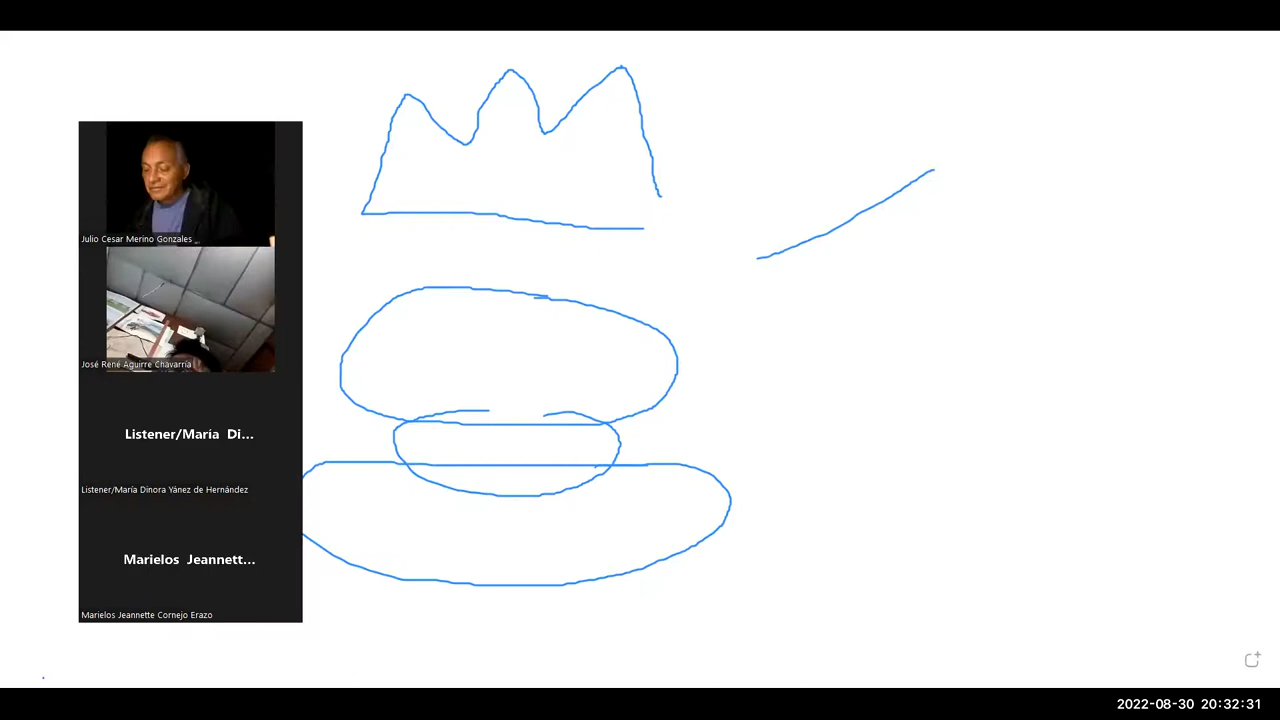 Julio Cesar Merino Gonzales
José René Aguirre Chavarría
Listener/María Di...
Listener/María Dinora Yánez de Hernández
Marielos Jeannett...
Marielos Jeannette Cornejo Erazo
2022-08-30 20:32:31